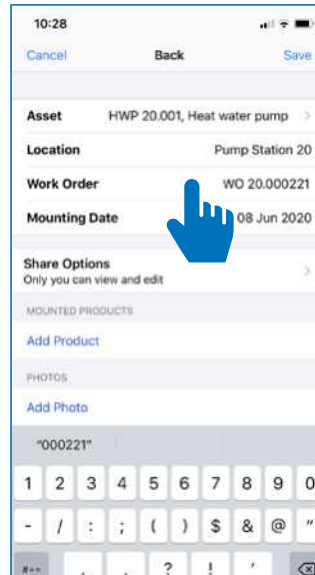 10:28
Cancel Back Save
Asset HWP 20.001, Heat water pump
Location Pump Station 20
Work Order WO 20.000221
Mounting Date 08 Jun 2020
Share Options
Only you can view and edit
MOUNTED PRODUCTS
Add Product
PHOTOS
Add Photo
"000221"
1 2 3 4 5 6 7 8 9 0
- / : ; ( ) $ & @ "
#+= . , ? ! '